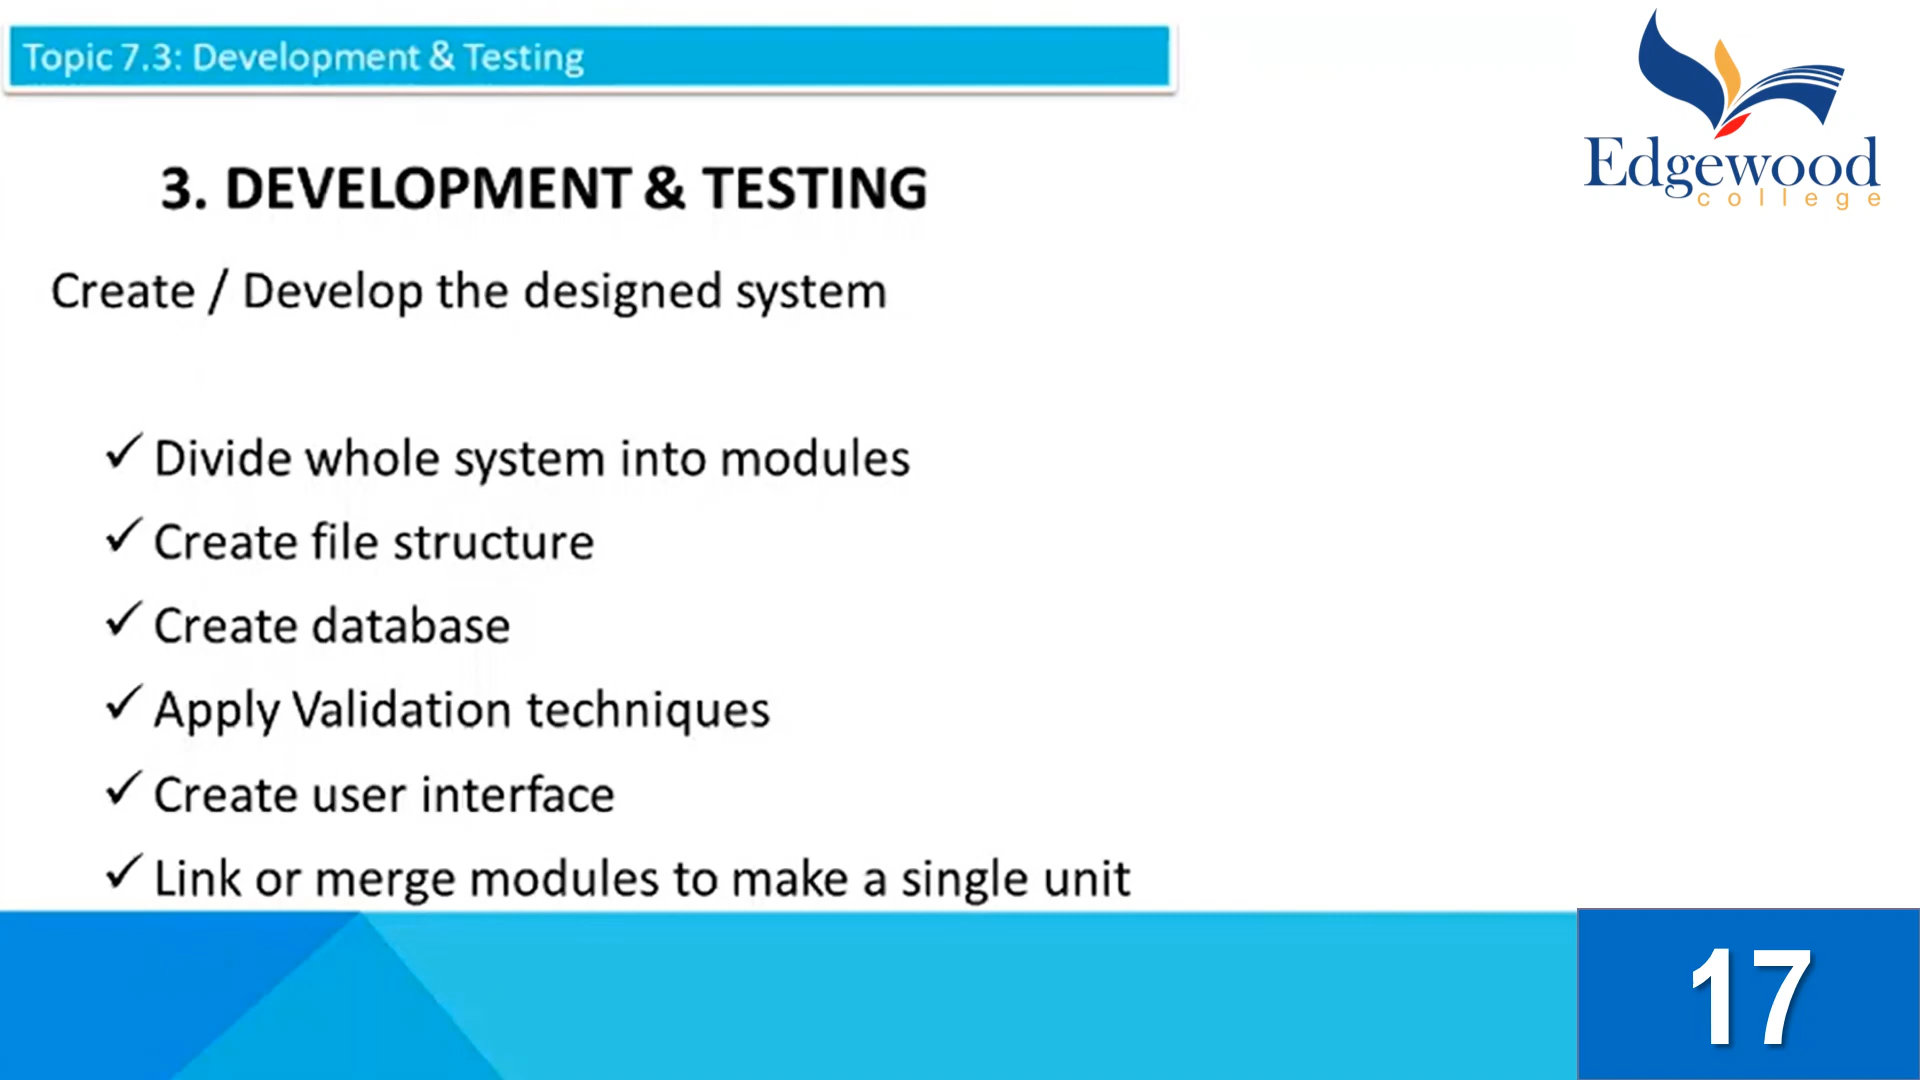 Topic 7.3: Development & Testing
Edgewood
college
3. DEVELOPMENT & TESTING
Create / Develop the designed system
✓ Divide whole system into modules
✓ Create file structure
✓ Create database
✓ Apply Validation techniques
✓ Create user interface
✓ Link or merge modules to make a single unit
17